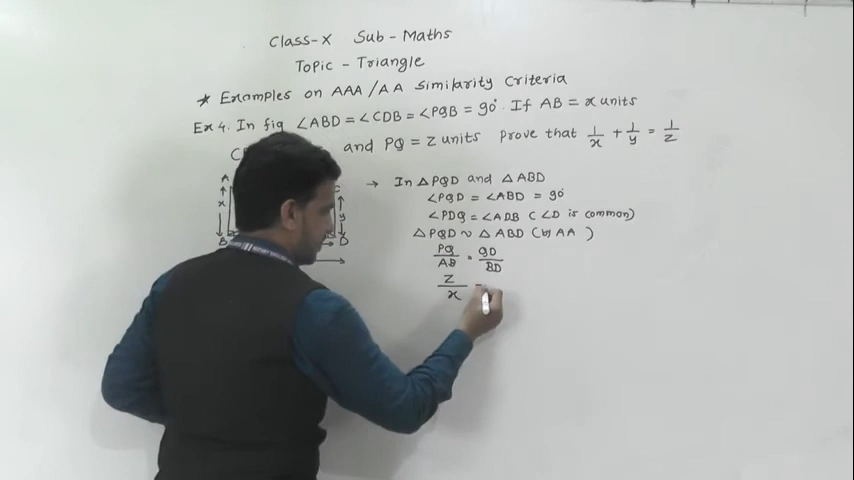 Class-X Sub - Maths
Topic - Triangle
* Examples on AAA/AA Similarity Criteria
Ex 4. In fig ∠ABD = ∠CDB = ∠PQB = 90°. If AB = x units
C and PQ = z units prove that 1/x + 1/y = 1/z
A
x
B
C
y
D
→ In △PQD and △ABD
∠PQD = ∠ABD = 90°
∠PDQ = ∠ADB (∠D is common)
△PQD ~ △ABD (by AA )
PQ/AB = QD/BD
z/x =